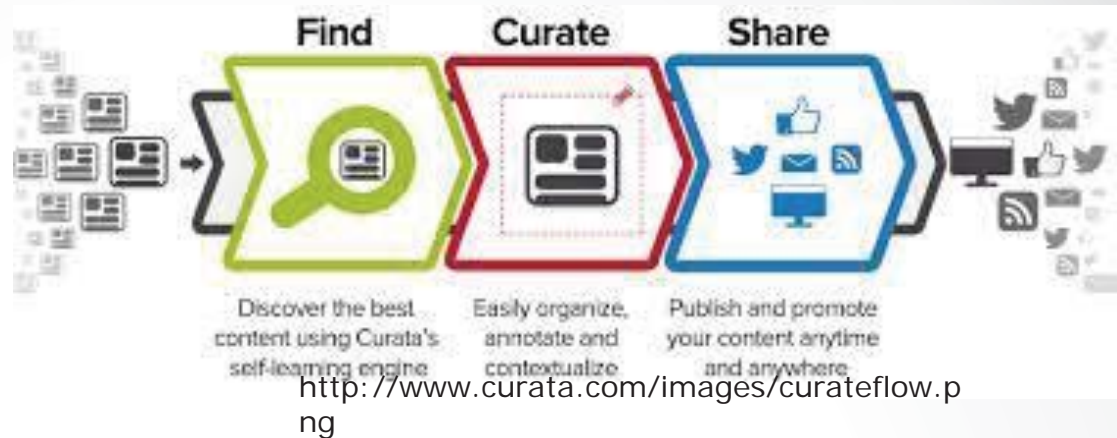 Find
Curate
Share
Discover the best
content using Curata's
self-learning engine
Easily organize,
annotate and
contextualize
Publish and promote
your content anytime
and anywhere
http://www.curata.com/images/curateflow.p
ng